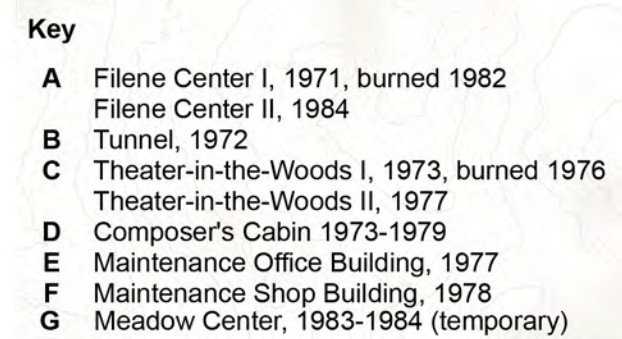 Key
A Filene Center I, 1971, burned 1982
Filene Center II, 1984
B Tunnel, 1972
C Theater-in-the-Woods I, 1973, burned 1976
Theater-in-the-Woods II, 1977
D Composer's Cabin 1973-1979
E Maintenance Office Building, 1977
F Maintenance Shop Building, 1978
G Meadow Center, 1983-1984 (temporary)